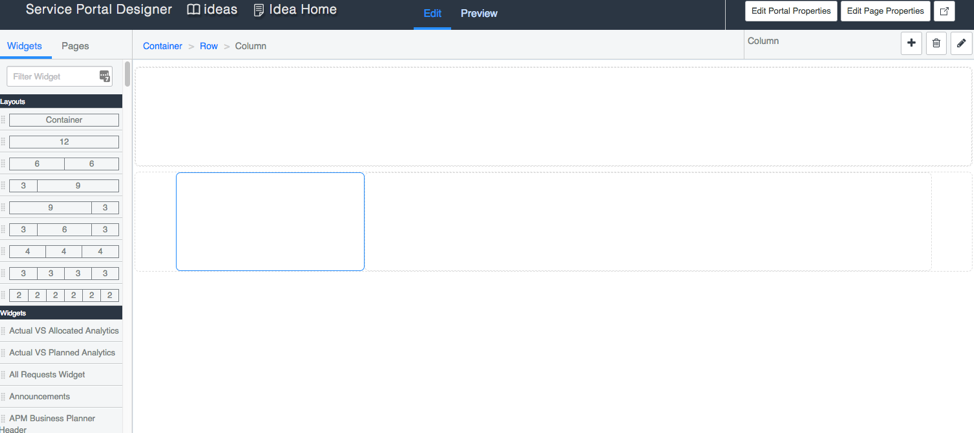 Service Portal Designer ideas Idea Home Edit Preview Edit Portal Properties Edit Page Properties
Widgets Pages Container > Row > Column Column
Filter Widget
Layouts
Container
12
6 6
3 9
9 3
3 6 3
4 4 4
3 3 3 3
2 2 2 2 2 2
Widgets
Actual VS Allocated Analytics
Actual VS Planned Analytics
All Requests Widget
Announcements
APM Business Planner
Header